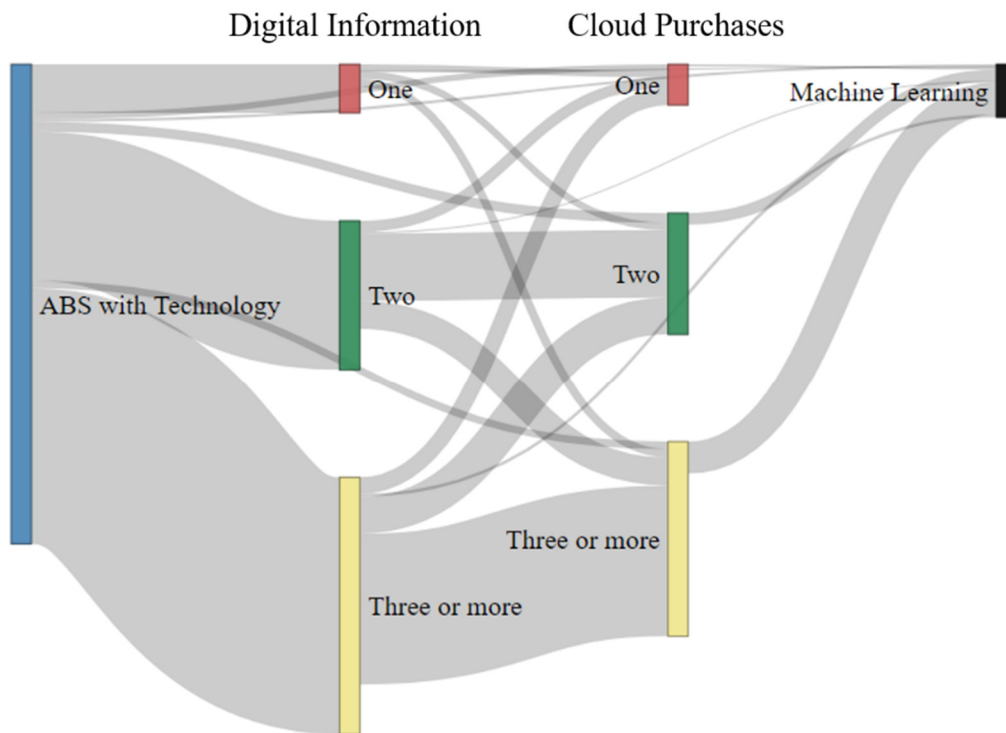 Digital Information
Cloud Purchases
One
One
Machine Learning
Two
Two
ABS with Technology
Three or more
Three or more